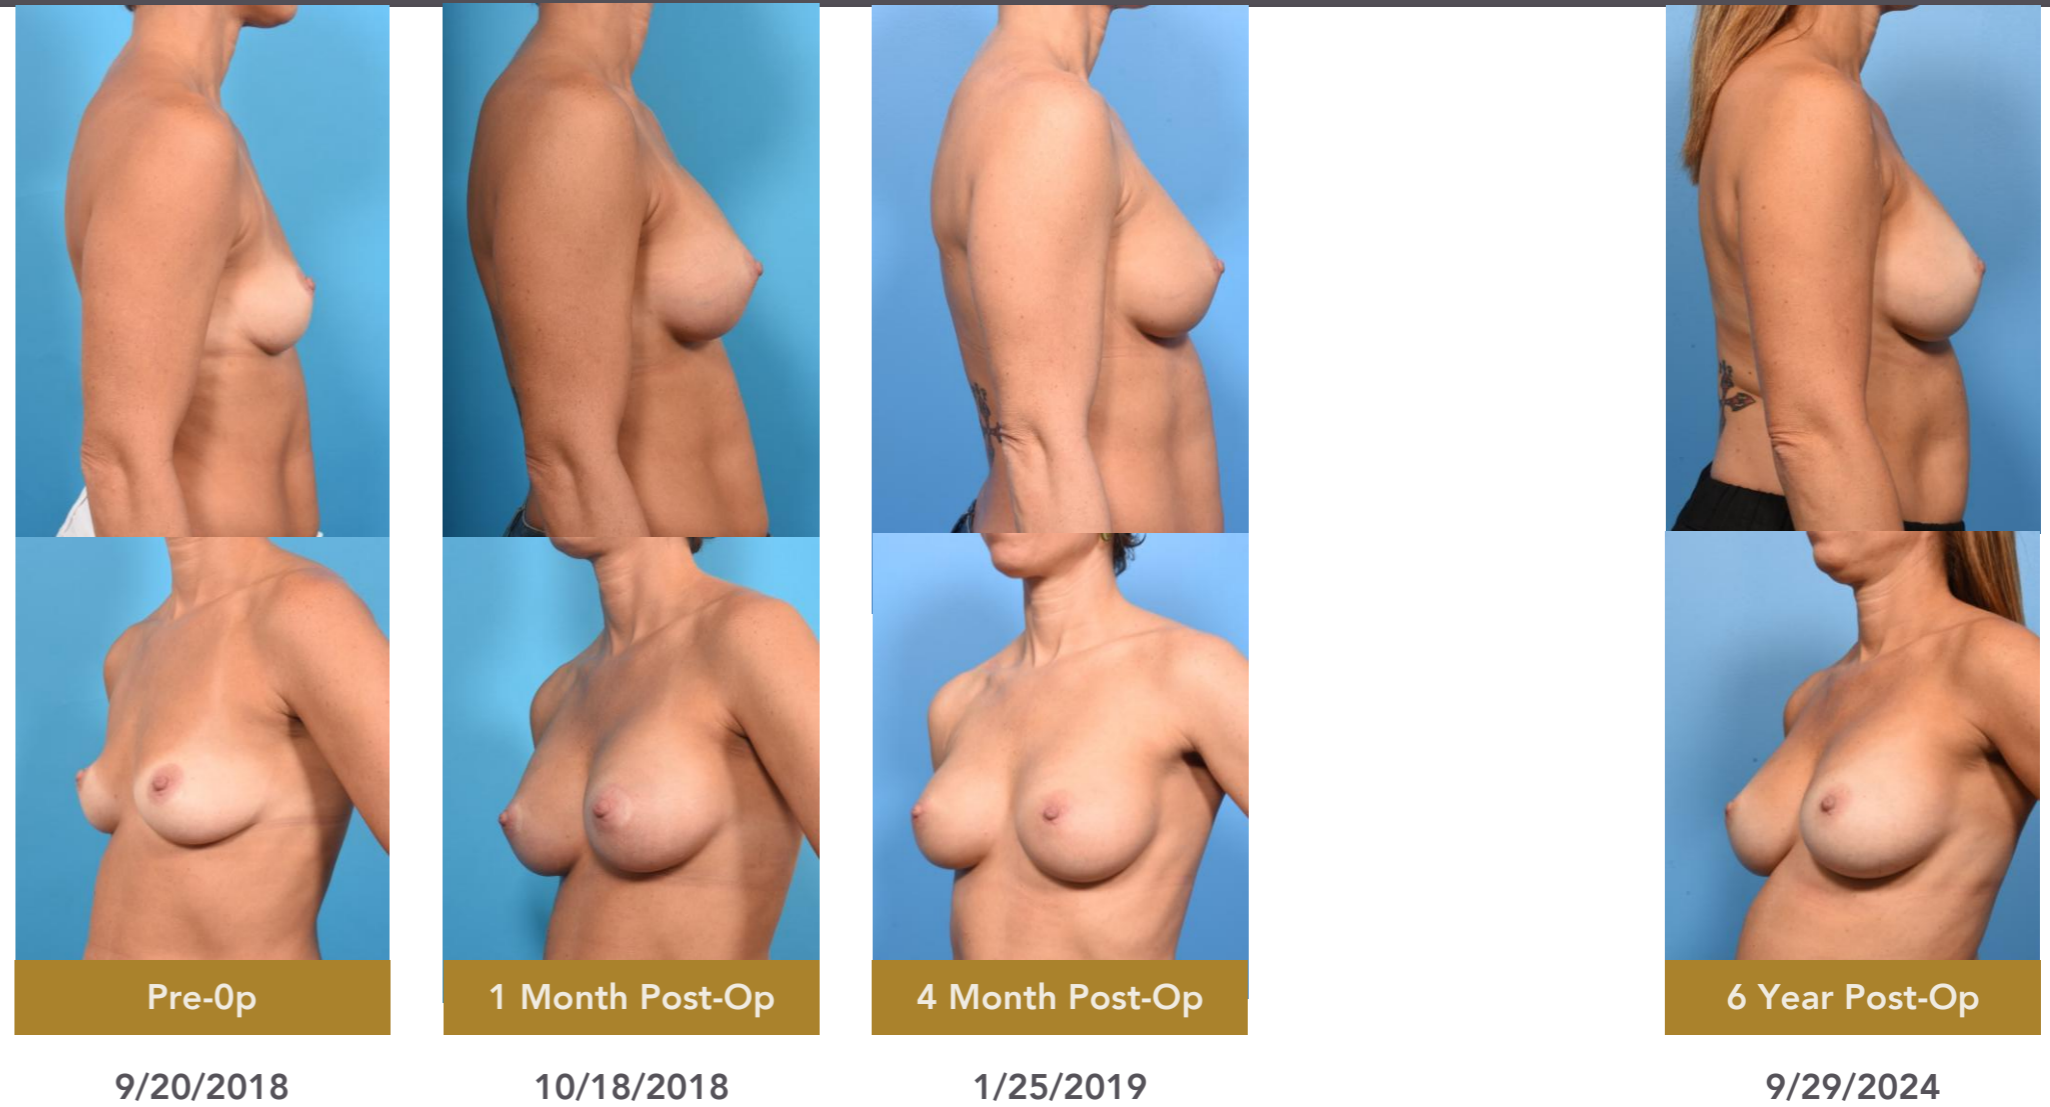 Pre-0p
1 Month Post-Op
4 Month Post-Op
6 Year Post-Op
9/20/2018
10/18/2018
1/25/2019
9/29/2024